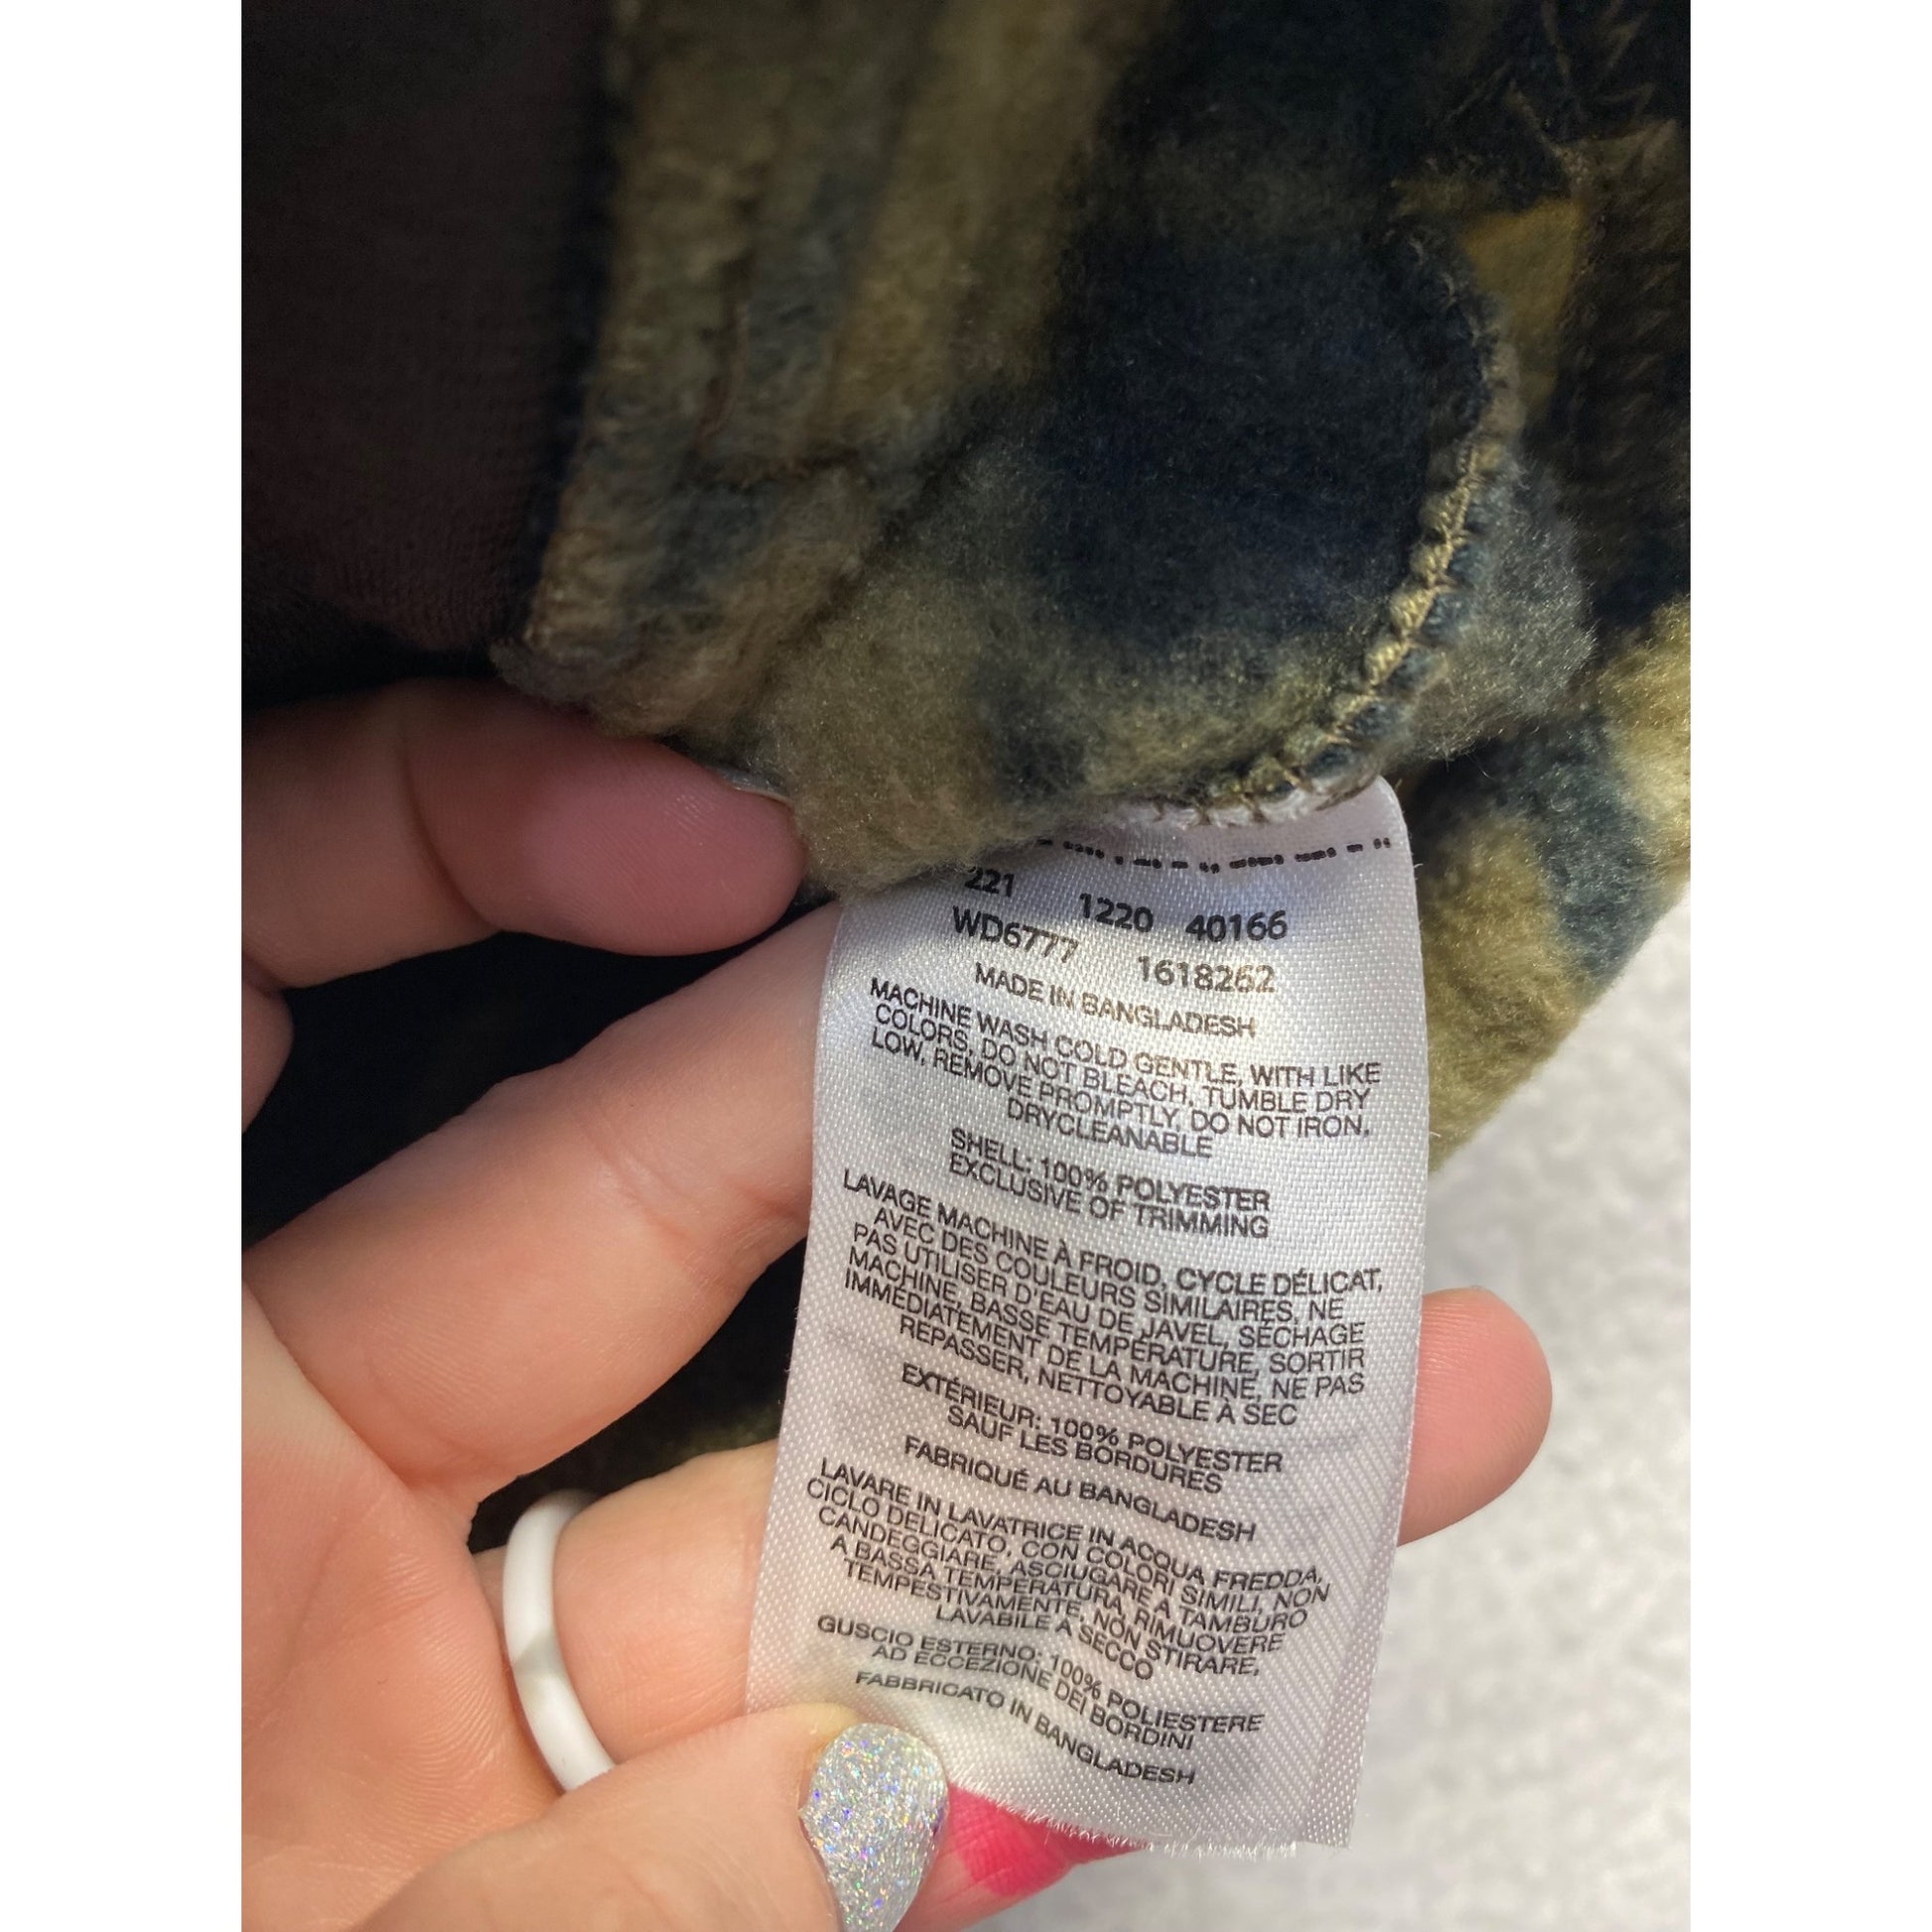 221 1220 40166
WD6777 1618262
MADE IN BANGLADESH
MACHINE WASH COLD GENTLE, WITH LIKE
COLORS, DO NOT BLEACH, TUMBLE DRY
LOW, REMOVE PROMPTLY, DO NOT IRON,
DRYCLEANABLE
SHELL: 100% POLYESTER
EXCLUSIVE OF TRIMMING
LAVAGE MACHINE À FROID, CYCLE DÉLICAT,
AVEC DES COULEURS SIMILAIRES, NE
PAS UTILISER D'EAU DE JAVEL, SÉCHAGE
MACHINE, BASSE TEMPÉRATURE, SORTIR
IMMÉDIATEMENT DE LA MACHINE, NE PAS
REPASSER, NETTOYABLE À SEC
EXTÉRIEUR: 100% POLYESTER
SAUF LES BORDURES
FABRIQUÉ AU BANGLADESH
LAVARE IN LAVATRICE IN ACQUA FREDDA,
CICLO DELICATO, CON COLORI SIMILI, NON
CANDEGGIARE, ASCIUGARE A TAMBURO
A BASSA TEMPERATURA, RIMUOVERE
TEMPESTIVAMENTE, NON STIRARE,
LAVABILE A SECCO
GUSCIO ESTERNO: 100% POLIESTERE
AD ECCEZIONE DEI BORDINI
FABBRICATO IN BANGLADESH